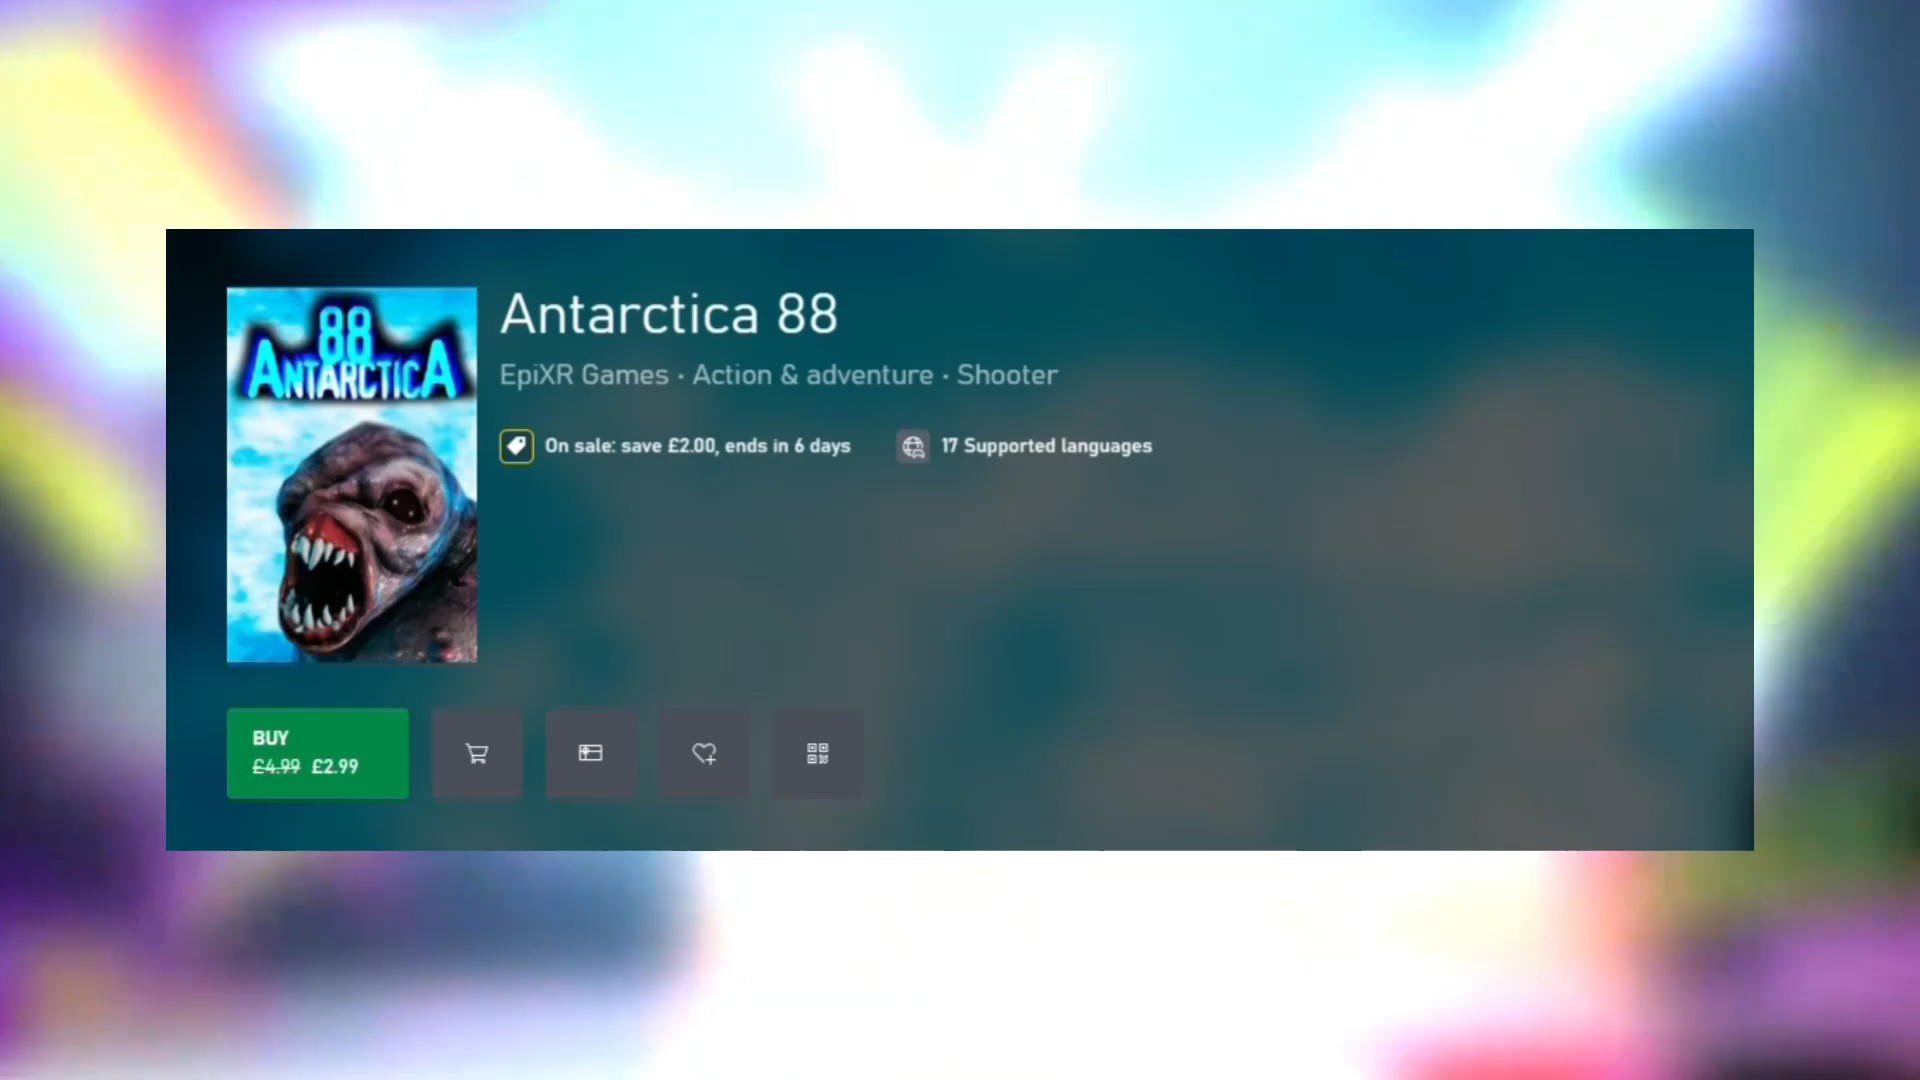 88
ANTARCTICA
Antarctica 88
EpiXR Games · Action & adventure · Shooter
On sale: save £2.00, ends in 6 days
17 Supported languages
BUY
£4.99 £2.99